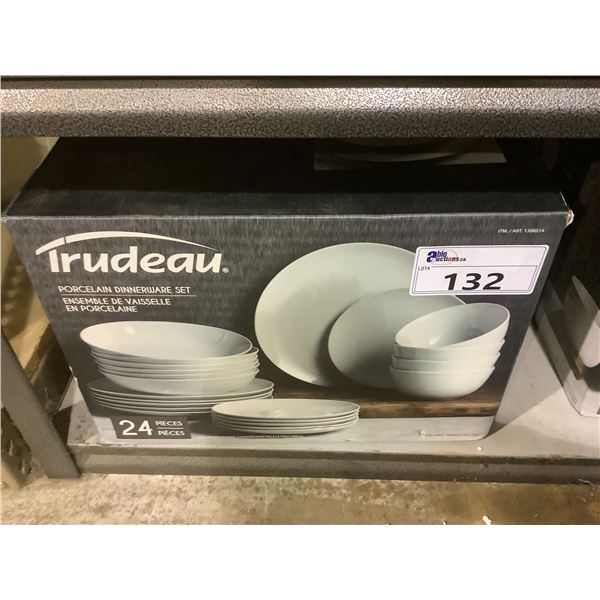 ITM. / ART. 1398514
Trudeau®
PORCELAIN DINNERWARE SET
ENSEMBLE DE VAISSELLE
EN PORCELAINE
able
auctions.ca
LOT#
132
24 PIECES
PIÈCES